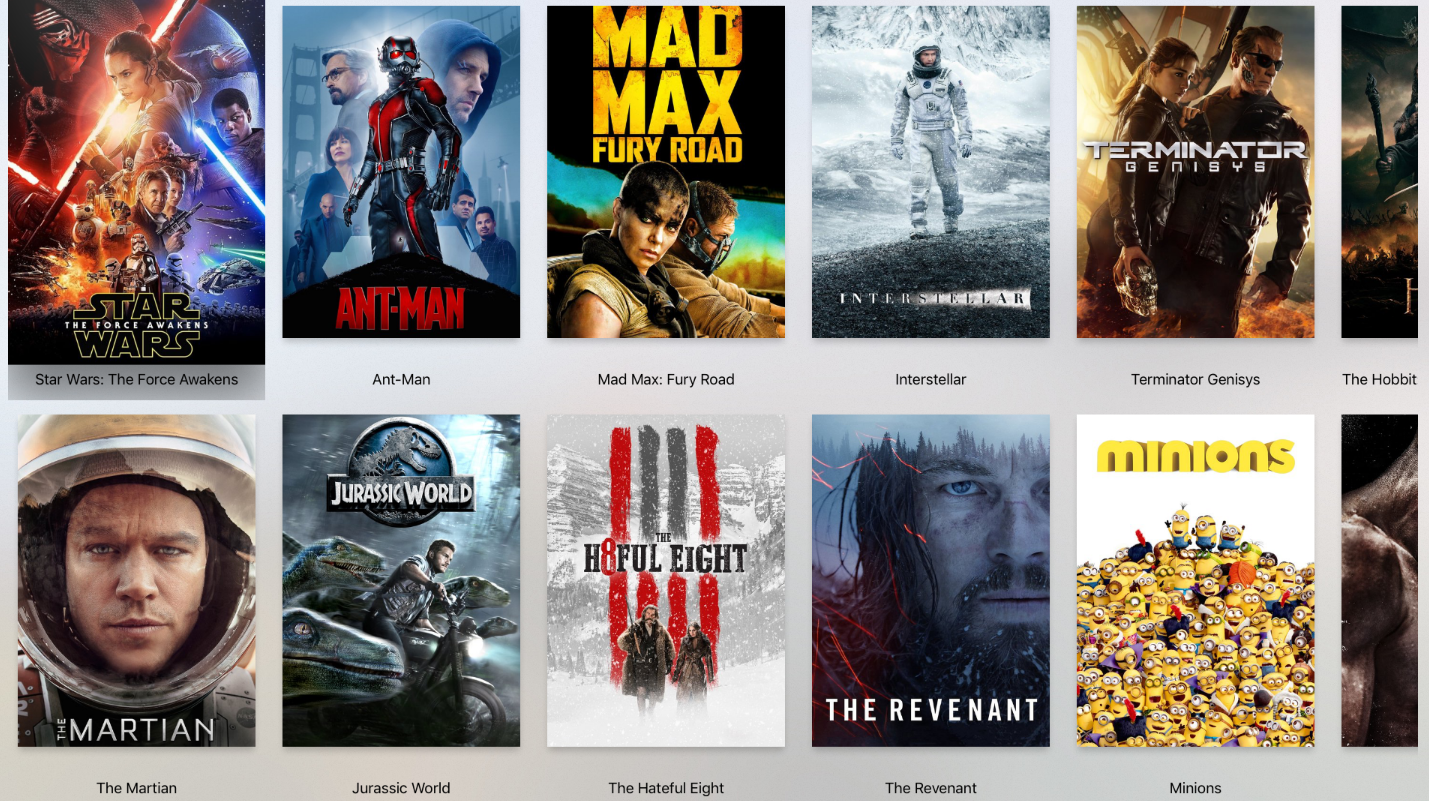 STAR
THE FORCE AWAKENS
WARS
ANT-MAN
MAD
MAX
FURY ROAD
INTERSTELLAR
TERMINATOR
GENISYS
H
Star Wars: The Force Awakens
Ant-Man
Mad Max: Fury Road
Interstellar
Terminator Genisys
The Hobbit
THE MARTIAN
JURASSIC WORLD
THE
H8FUL EIGHT
THE REVENANT
minions
The Martian
Jurassic World
The Hateful Eight
The Revenant
Minions